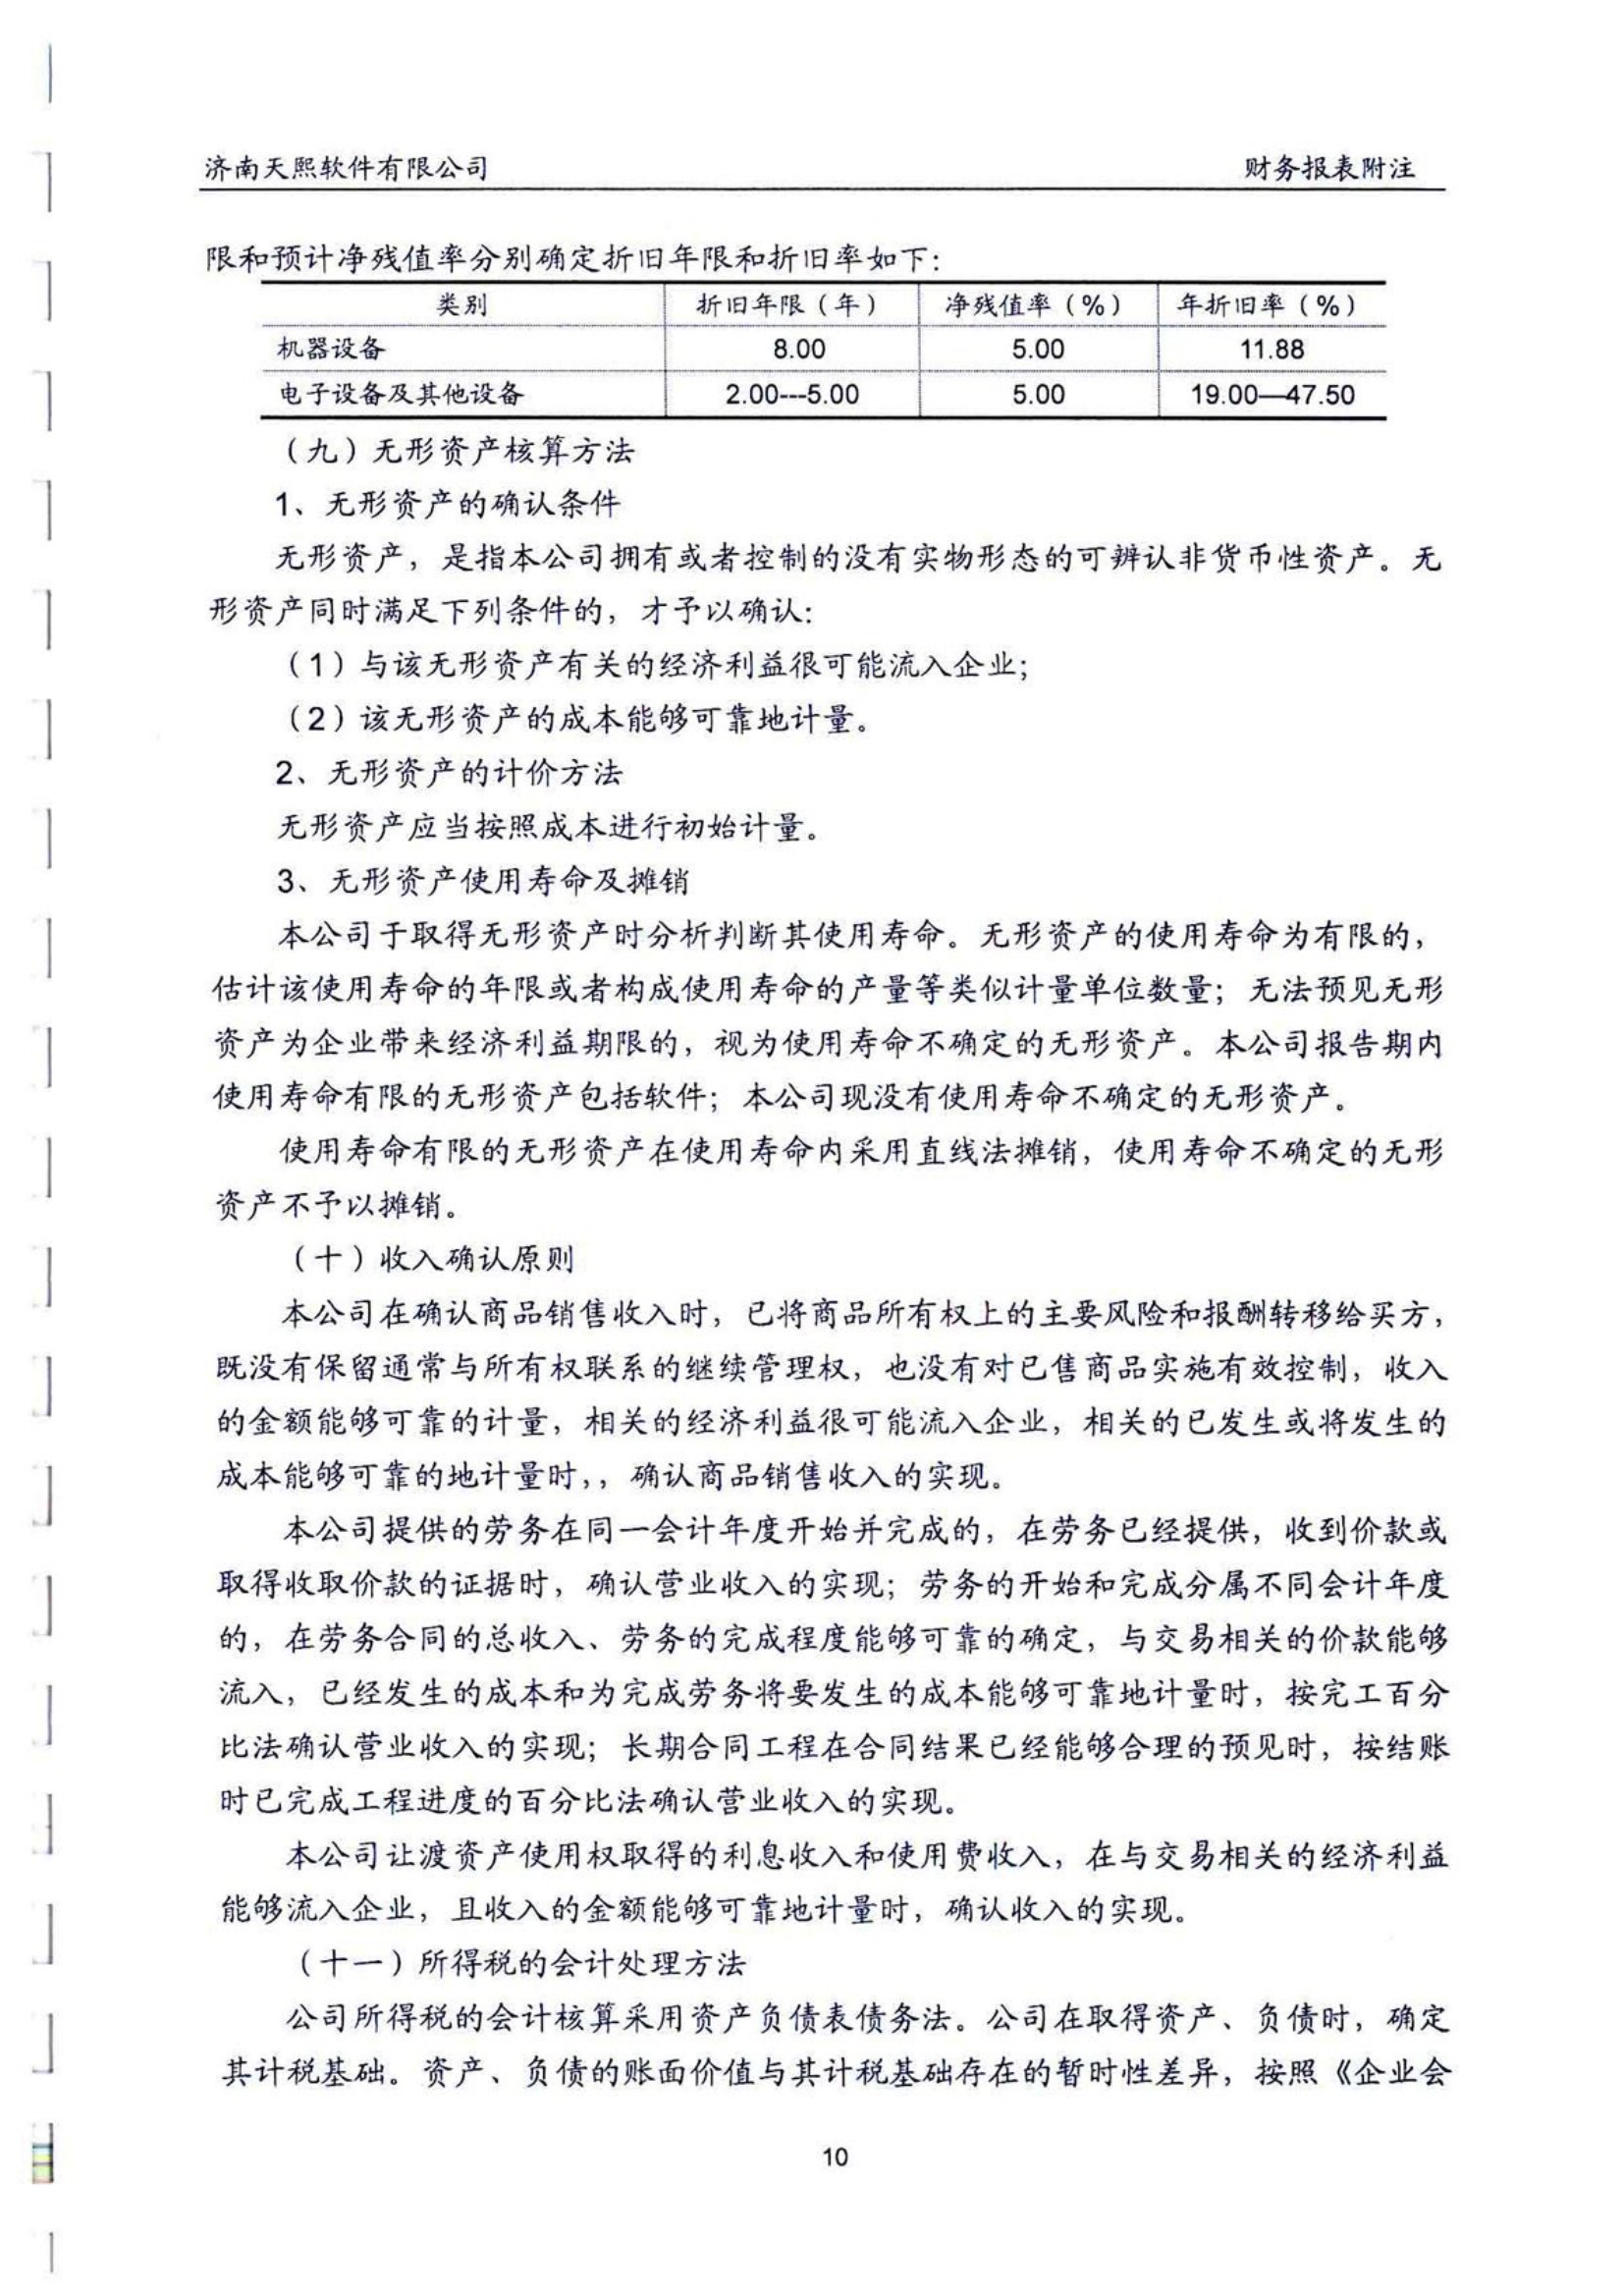 济南天熙软件有限公司 财务报表附注
限和预计净残值率分别确定折旧年限和折旧率如下：
类别 折旧年限（年） 净残值率（%） 年折旧率（%）
机器设备 8.00 5.00 11.88
电子设备及其他设备 2.00---5.00 5.00 19.00—47.50
（九）无形资产核算方法
1、无形资产的确认条件
无形资产，是指本公司拥有或者控制的没有实物形态的可辨认非货币性资产。无
形资产同时满足下列条件的，才予以确认：
（1）与该无形资产有关的经济利益很可能流入企业；
（2）该无形资产的成本能够可靠地计量。
2、无形资产的计价方法
无形资产应当按照成本进行初始计量。
3、无形资产使用寿命及摊销
本公司于取得无形资产时分析判断其使用寿命。无形资产的使用寿命为有限的，
估计该使用寿命的年限或者构成使用寿命的产量等类似计量单位数量；无法预见无形
资产为企业带来经济利益期限的，视为使用寿命不确定的无形资产。本公司报告期内
使用寿命有限的无形资产包括软件；本公司现没有使用寿命不确定的无形资产。
使用寿命有限的无形资产在使用寿命内采用直线法摊销，使用寿命不确定的无形
资产不予以摊销。
（十）收入确认原则
本公司在确认商品销售收入时，已将商品所有权上的主要风险和报酬转移给买方，
既没有保留通常与所有权联系的继续管理权，也没有对已售商品实施有效控制，收入
的金额能够可靠的计量，相关的经济利益很可能流入企业，相关的已发生或将发生的
成本能够可靠的地计量时，，确认商品销售收入的实现。
本公司提供的劳务在同一会计年度开始并完成的，在劳务已经提供，收到价款或
取得收取价款的证据时，确认营业收入的实现；劳务的开始和完成分属不同会计年度
的，在劳务合同的总收入、劳务的完成程度能够可靠的确定，与交易相关的价款能够
流入，已经发生的成本和为完成劳务将要发生的成本能够可靠地计量时，按完工百分
比法确认营业收入的实现；长期合同工程在合同结果已经能够合理的预见时，按结账
时已完成工程进度的百分比法确认营业收入的实现。
本公司让渡资产使用权取得的利息收入和使用费收入，在与交易相关的经济利益
能够流入企业，且收入的金额能够可靠地计量时，确认收入的实现。
（十一）所得税的会计处理方法
公司所得税的会计核算采用资产负债表债务法。公司在取得资产、负债时，确定
其计税基础。资产、负债的账面价值与其计税基础存在的暂时性差异，按照《企业会
10